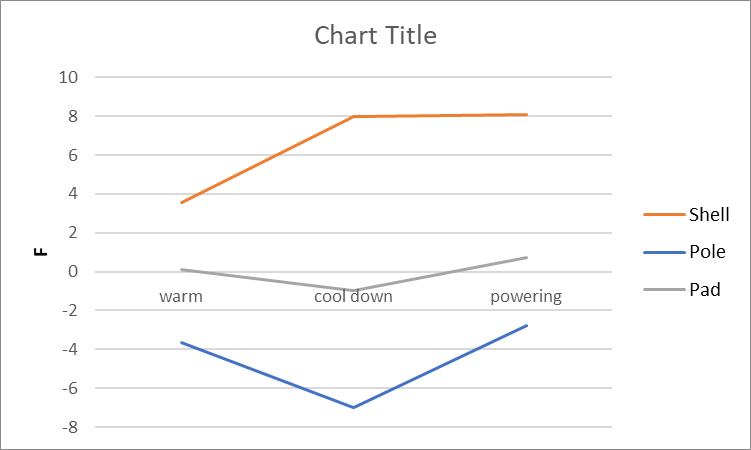 Chart Title
10
8
6
4
2
0
-2
-4
-6
-8
F
warm
cool down
powering
Shell
Pole
Pad